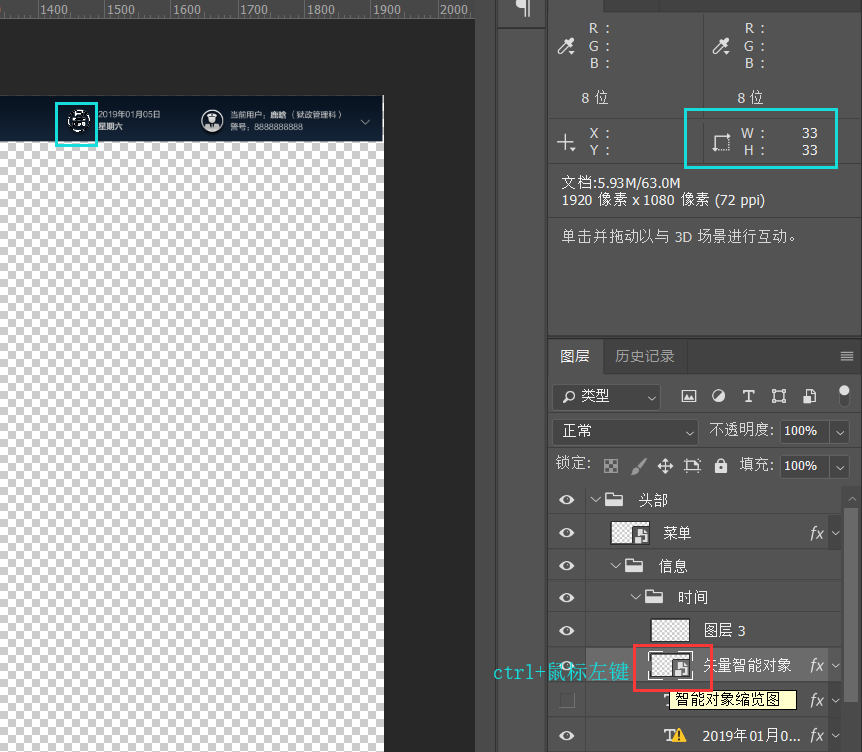 1400 1500 1600 1700 1800 1900 2000
R :
G :
B :
8 位
R :
G :
B :
8 位
2019年01月05日
星期六
当前用户：鹿晗（狱政管理科）
警号：8888888888
X :
Y :
W : 33
H : 33
文档:5.93M/63.0M
1920 像素 x 1080 像素 (72 ppi)
单击并拖动以与 3D 场景进行互动。
图层 历史记录
类型
正常 不透明度: 100%
锁定: 填充: 100%
头部
菜单 fx
信息
时间
图层 3
ctrl+鼠标左键 矢量智能对象 fx
智能对象缩览图 fx
2019年01月0... fx